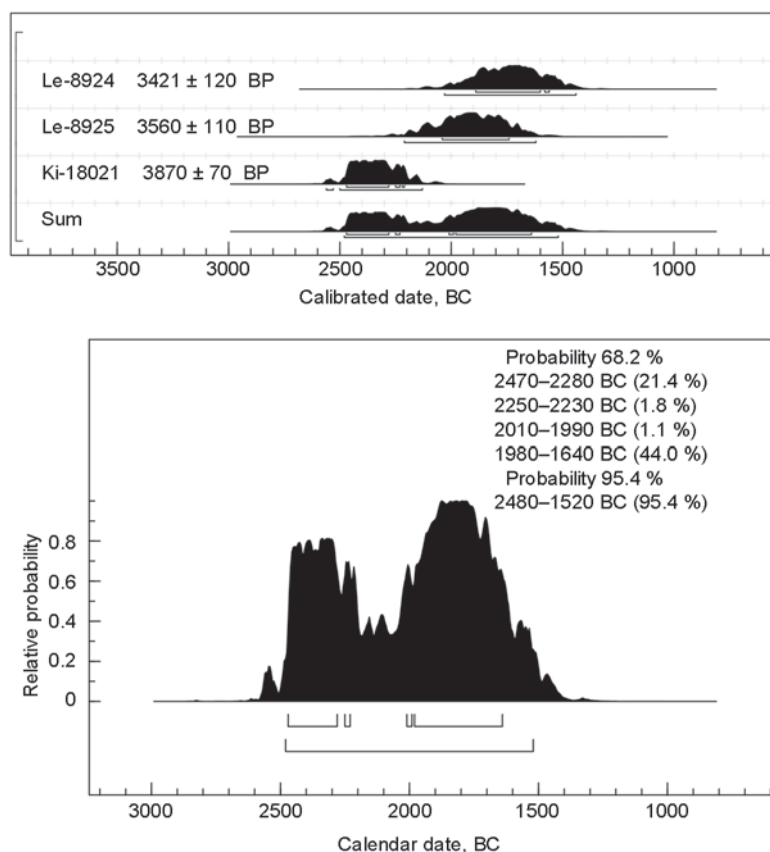 Le-8924 3421 ± 120 BP
Le-8925 3560 ± 110 BP
Ki-18021 3870 ± 70 BP
Sum
3500 3000 2500 2000 1500 1000
Calibrated date, BC
Probability 68.2 %
2470–2280 BC (21.4 %)
2250–2230 BC (1.8 %)
2010–1990 BC (1.1 %)
1980–1640 BC (44.0 %)
Probability 95.4 %
2480–1520 BC (95.4 %)
Relative probability
0.8
0.6
0.4
0.2
0
3000 2500 2000 1500 1000
Calendar date, BC